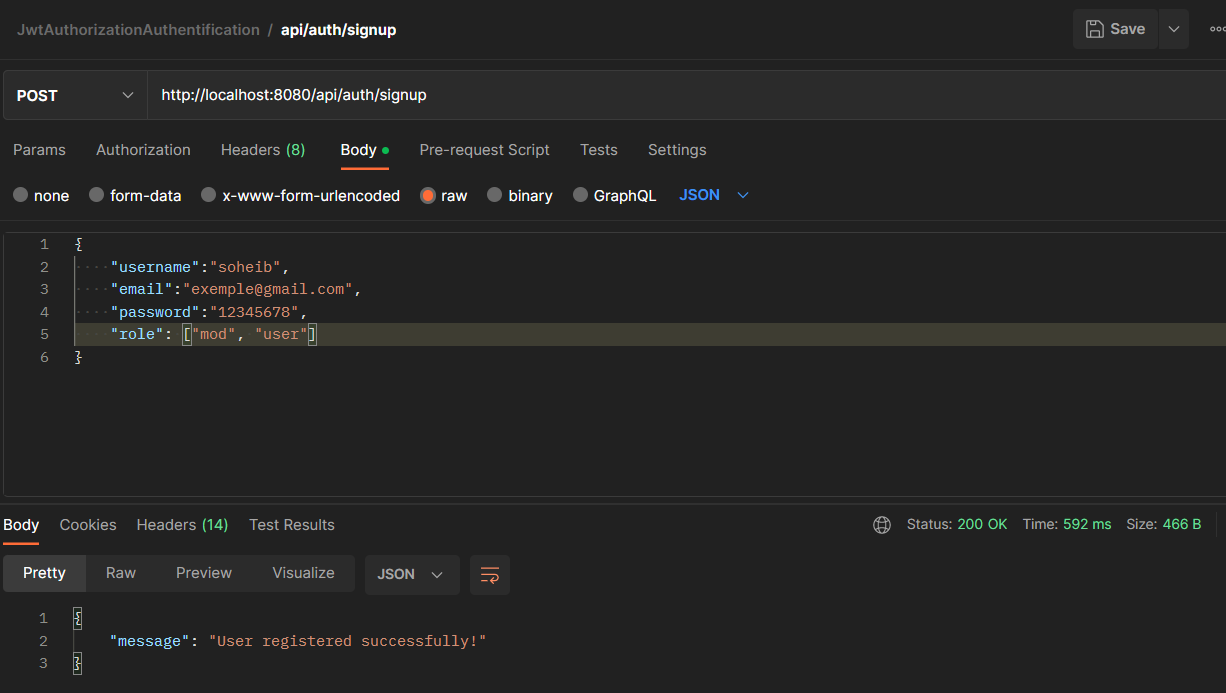 JwtAuthorizationAuthentification / api/auth/signup
Save
POST
http://localhost:8080/api/auth/signup
Params Authorization Headers (8) Body Pre-request Script Tests Settings
none form-data x-www-form-urlencoded raw binary GraphQL JSON
1 {
2 "username":"soheib",
3 "email":"exemple@gmail.com",
4 "password":"12345678",
5 "role": ["mod", "user"]
6 }
Body Cookies Headers (14) Test Results Status: 200 OK Time: 592 ms Size: 466 B
Pretty Raw Preview Visualize JSON
1 {
2 "message": "User registered successfully!"
3 }